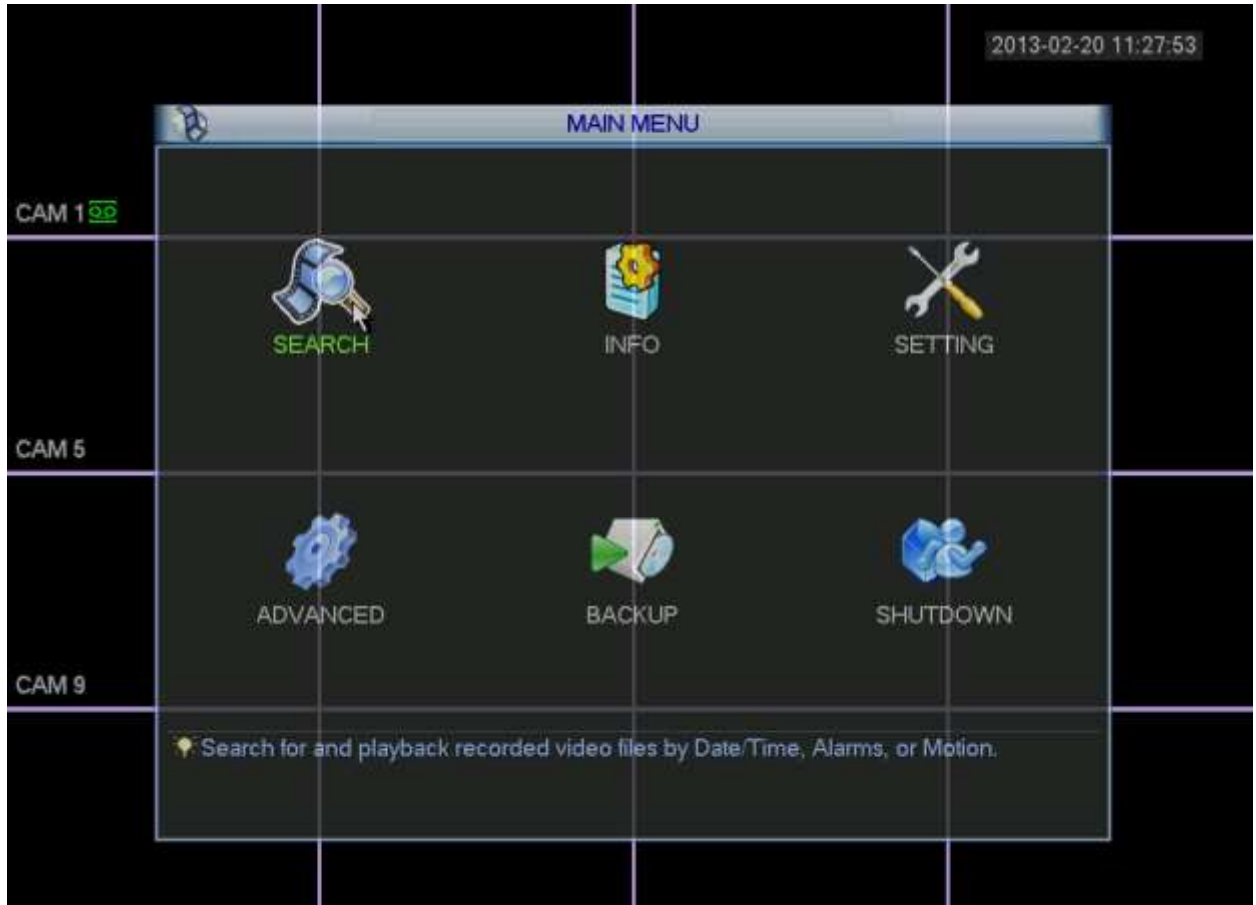 2013-02-20 11:27:53
MAIN MENU
CAM 1
SEARCH
INFO
SETTING
CAM 5
ADVANCED
BACKUP
SHUTDOWN
CAM 9
Search for and playback recorded video files by Date/Time, Alarms, or Motion.